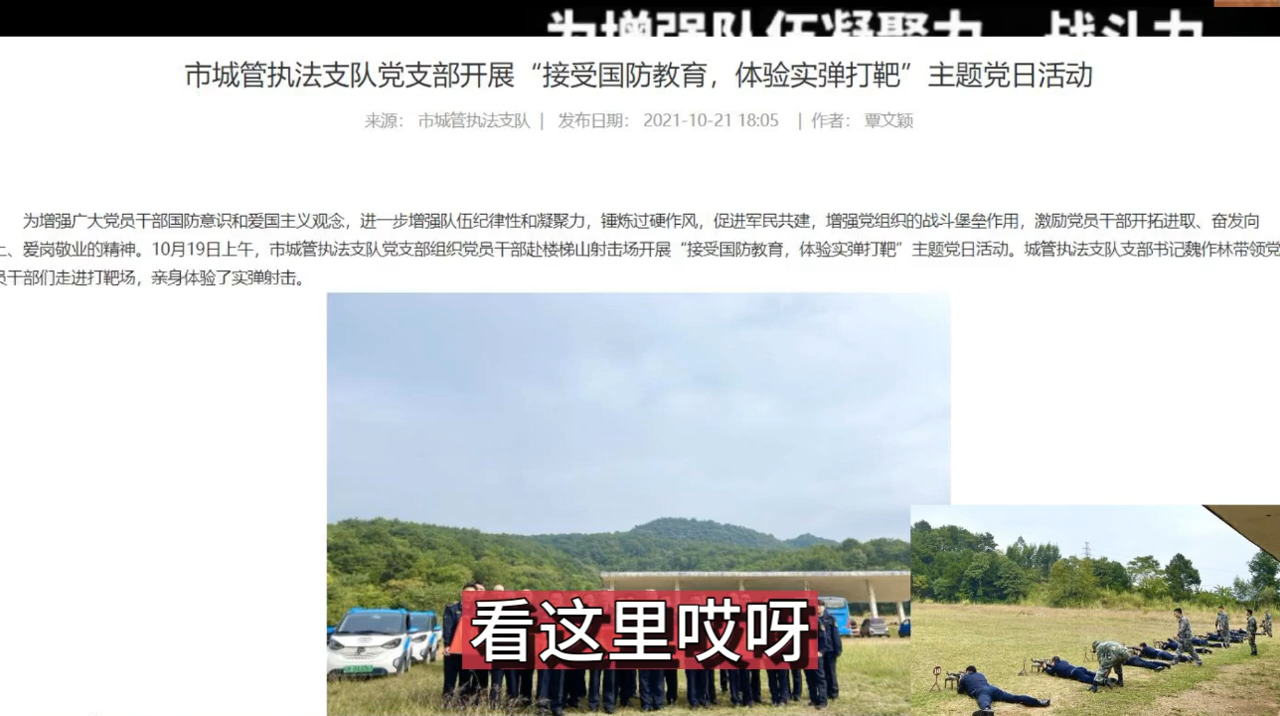 为增强队伍凝聚力、战斗力
市城管执法支队党支部开展“接受国防教育，体验实弹打靶”主题党日活动
来源： 市城管执法支队 | 发布日期： 2021-10-21 18:05 | 作者： 覃文颖
为增强广大党员干部国防意识和爱国主义观念，进一步增强队伍纪律性和凝聚力，锤炼过硬作风，促进军民共建，增强党组织的战斗堡垒作用，激励党员干部开拓进取、奋发向
上、爱岗敬业的精神。10月19日上午，市城管执法支队党支部组织党员干部赴楼梯山射击场开展“接受国防教育，体验实弹打靶”主题党日活动。城管执法支队支部书记魏作林带领党
员干部们走进打靶场，亲身体验了实弹射击。
看这里哎呀